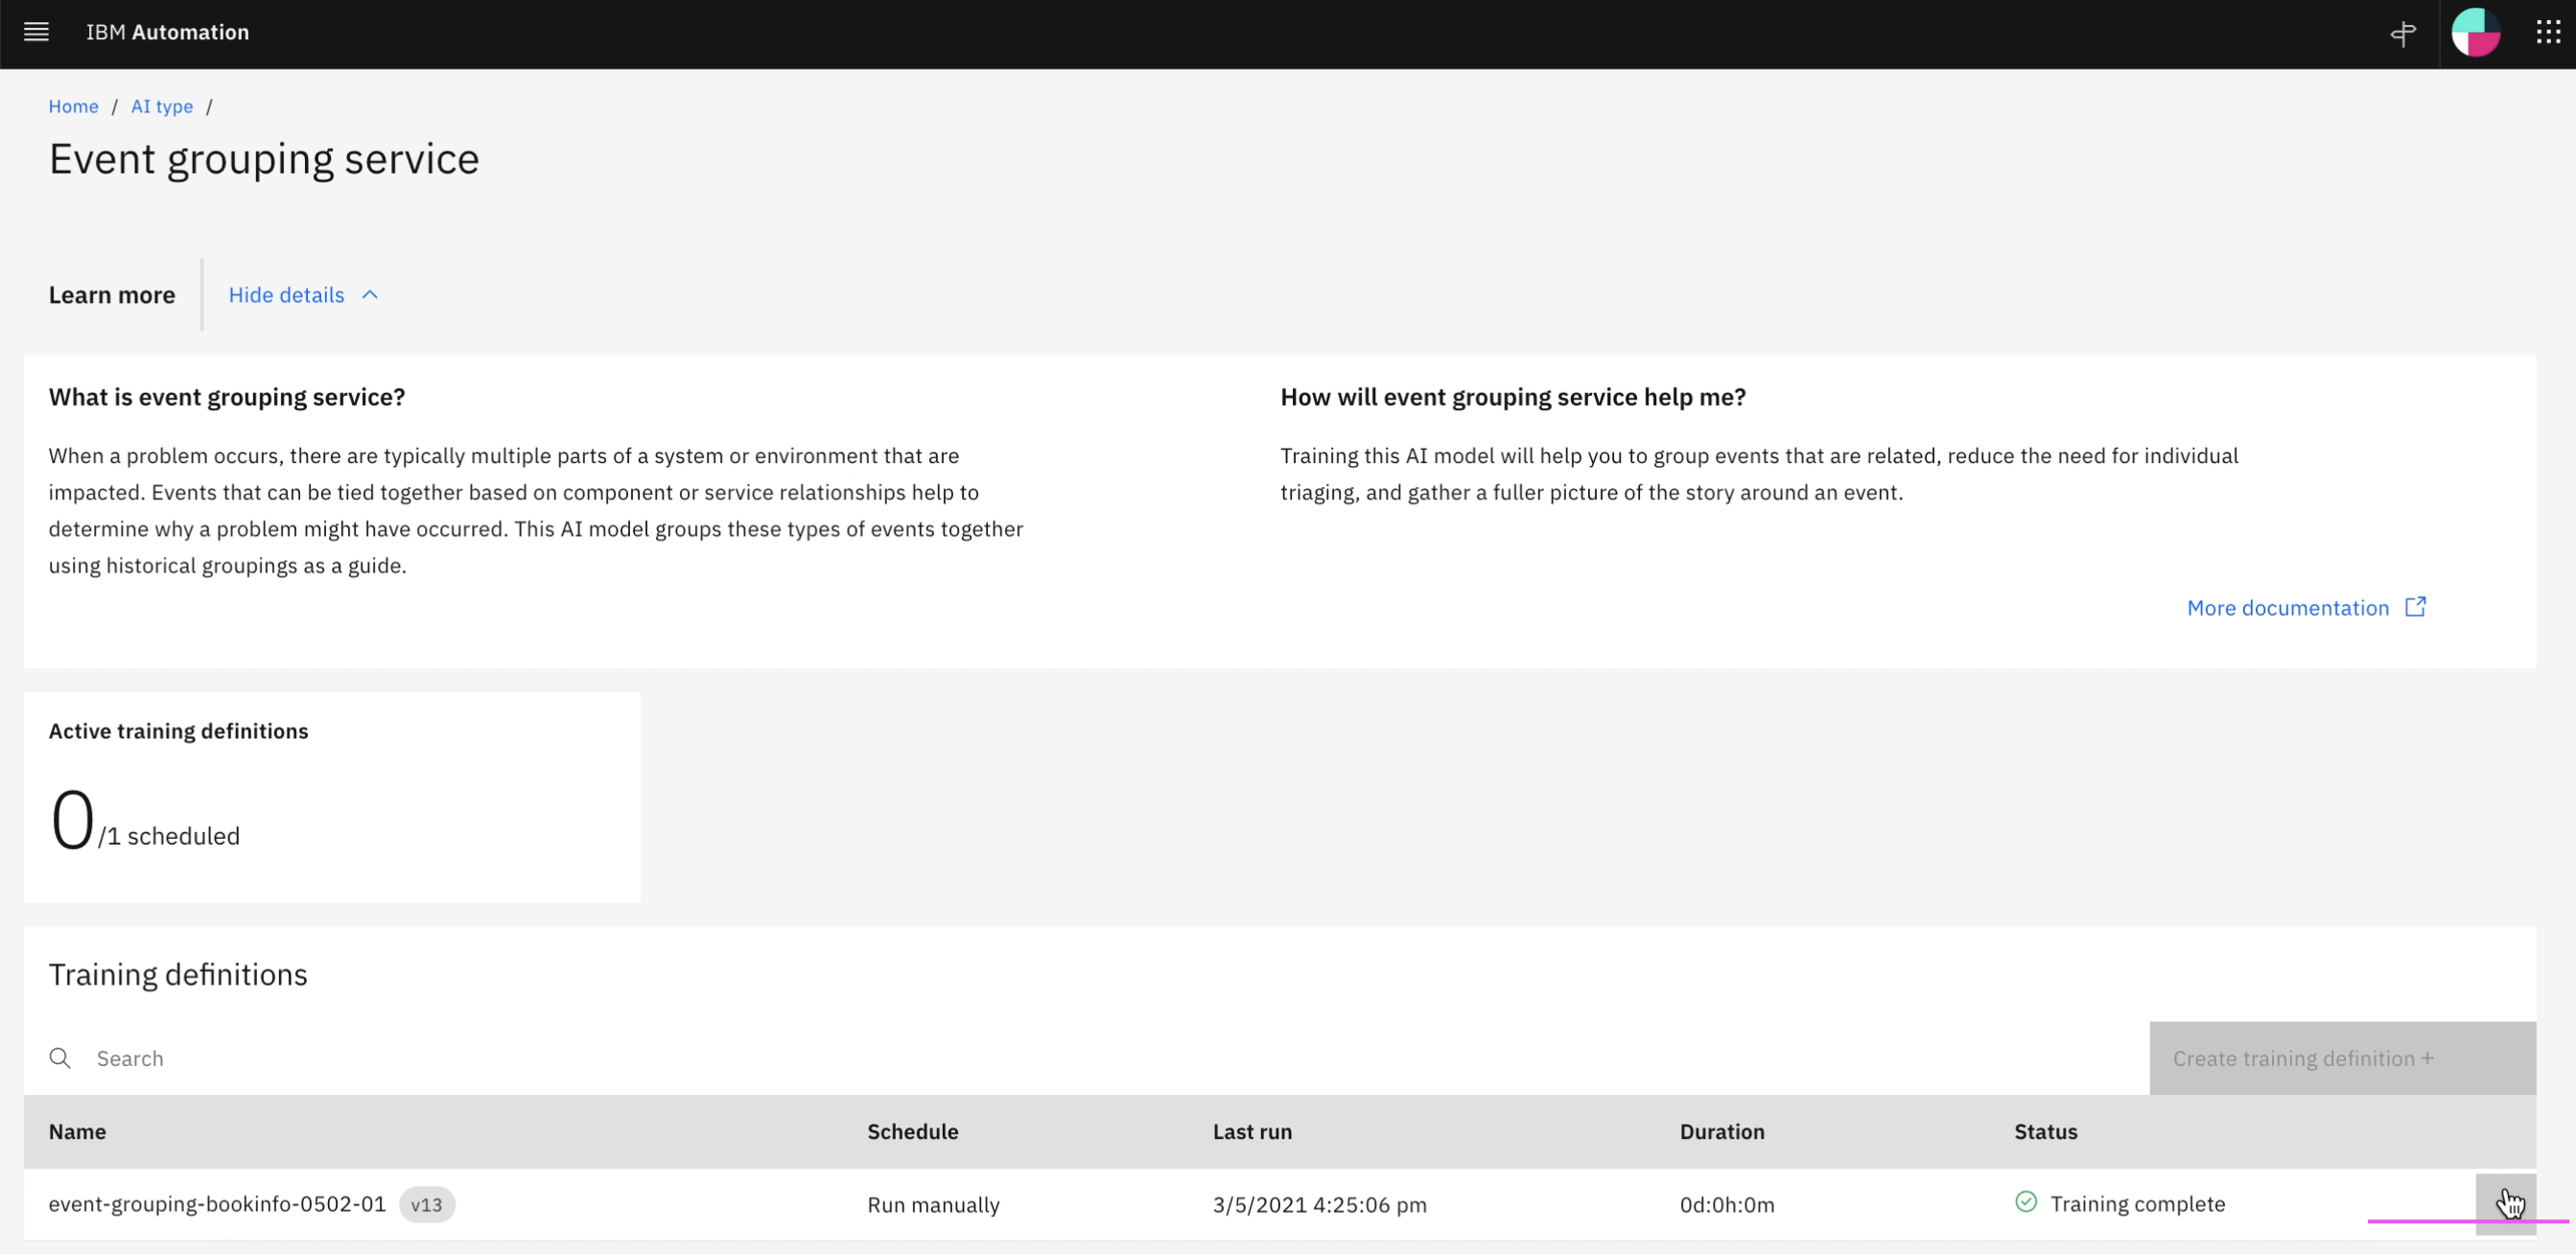 IBM Automation
Home / AI type /
Event grouping service
Learn more
Hide details
What is event grouping service?
When a problem occurs, there are typically multiple parts of a system or environment that are
impacted. Events that can be tied together based on component or service relationships help to
determine why a problem might have occurred. This AI model groups these types of events together
using historical groupings as a guide.
How will event grouping service help me?
Training this AI model will help you to group events that are related, reduce the need for individual
triaging, and gather a fuller picture of the story around an event.
More documentation
Active training definitions
0/1 scheduled
Training definitions
Search
Create training definition +
Name Schedule Last run Duration Status
event-grouping-bookinfo-0502-01 v13 Run manually 3/5/2021 4:25:06 pm 0d:0h:0m Training complete